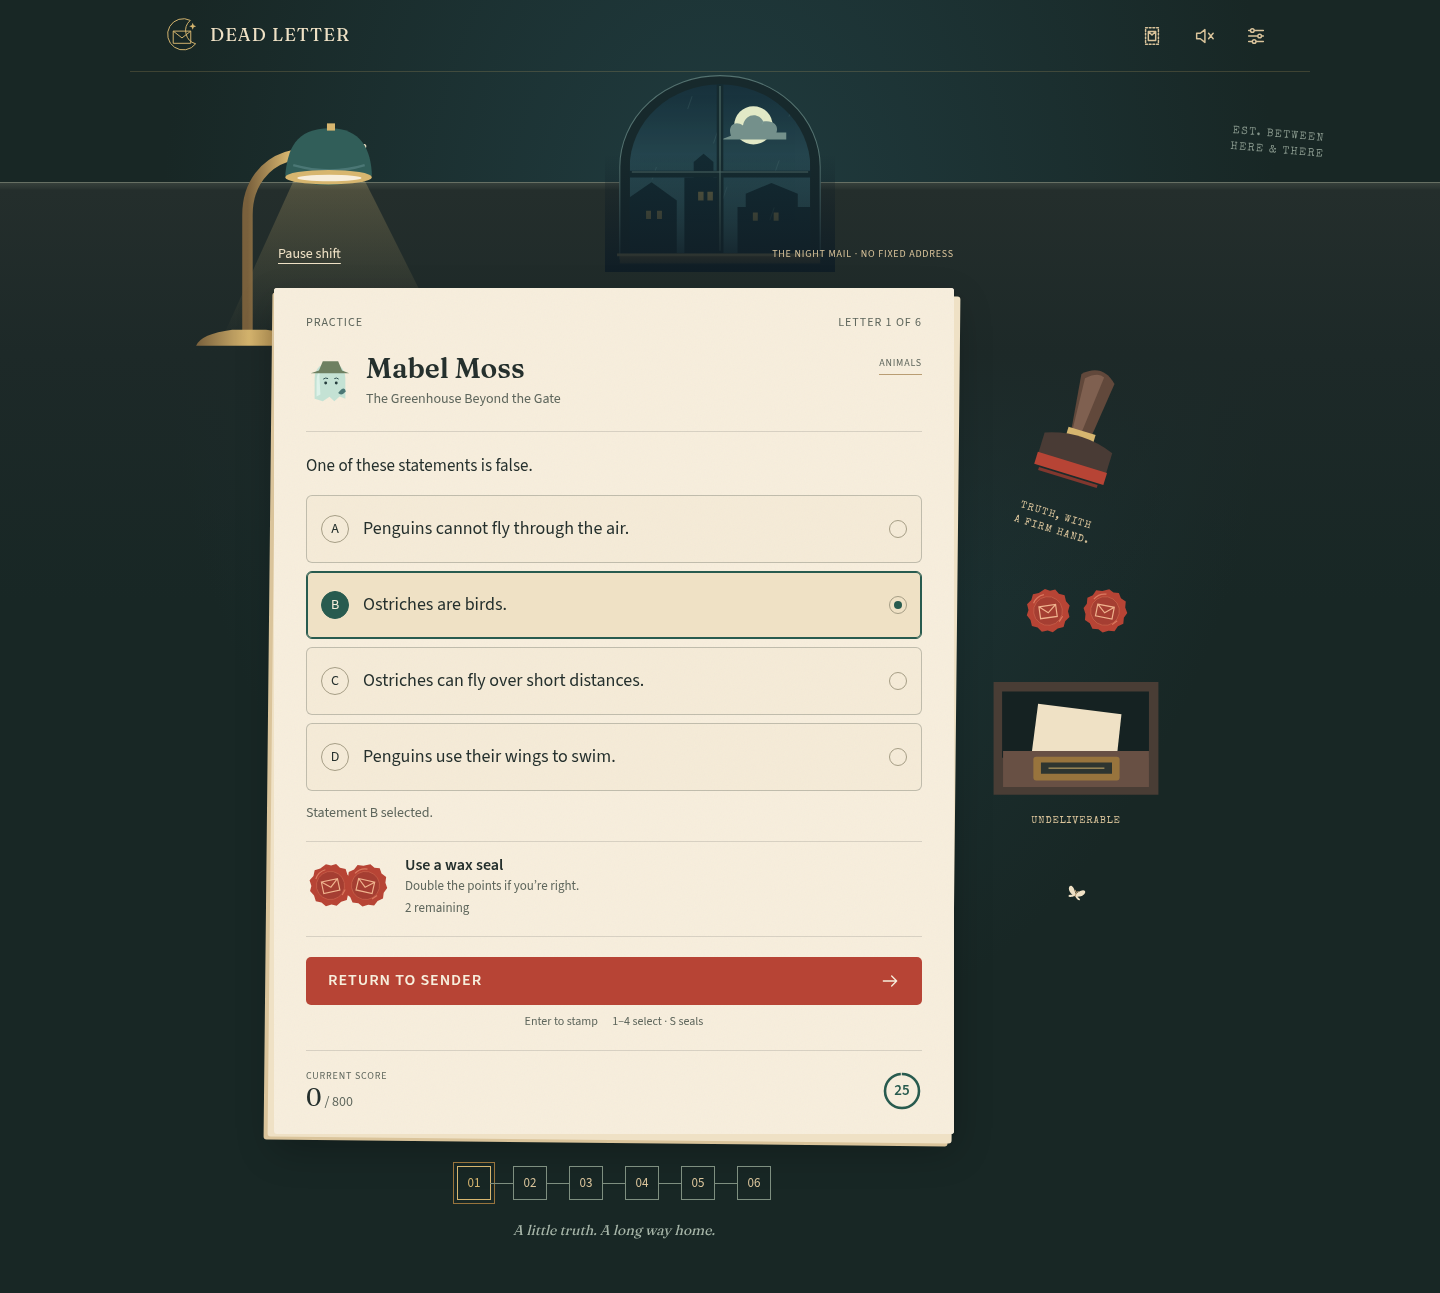 DEAD LETTER
EST. BETWEEN
HERE & THERE
Pause shift
THE NIGHT MAIL · NO FIXED ADDRESS
PRACTICE
LETTER 1 OF 6
Mabel Moss
ANIMALS
The Greenhouse Beyond the Gate
One of these statements is false.
A Penguins cannot fly through the air.
B Ostriches are birds.
C Ostriches can fly over short distances.
D Penguins use their wings to swim.
Statement B selected.
Use a wax seal
Double the points if you’re right.
2 remaining
RETURN TO SENDER
Enter to stamp 1–4 select · S seals
CURRENT SCORE
0 / 800
25
TRUTH, WITH
A FIRM HAND.
UNDELIVERABLE
01 02 03 04 05 06
A little truth. A long way home.